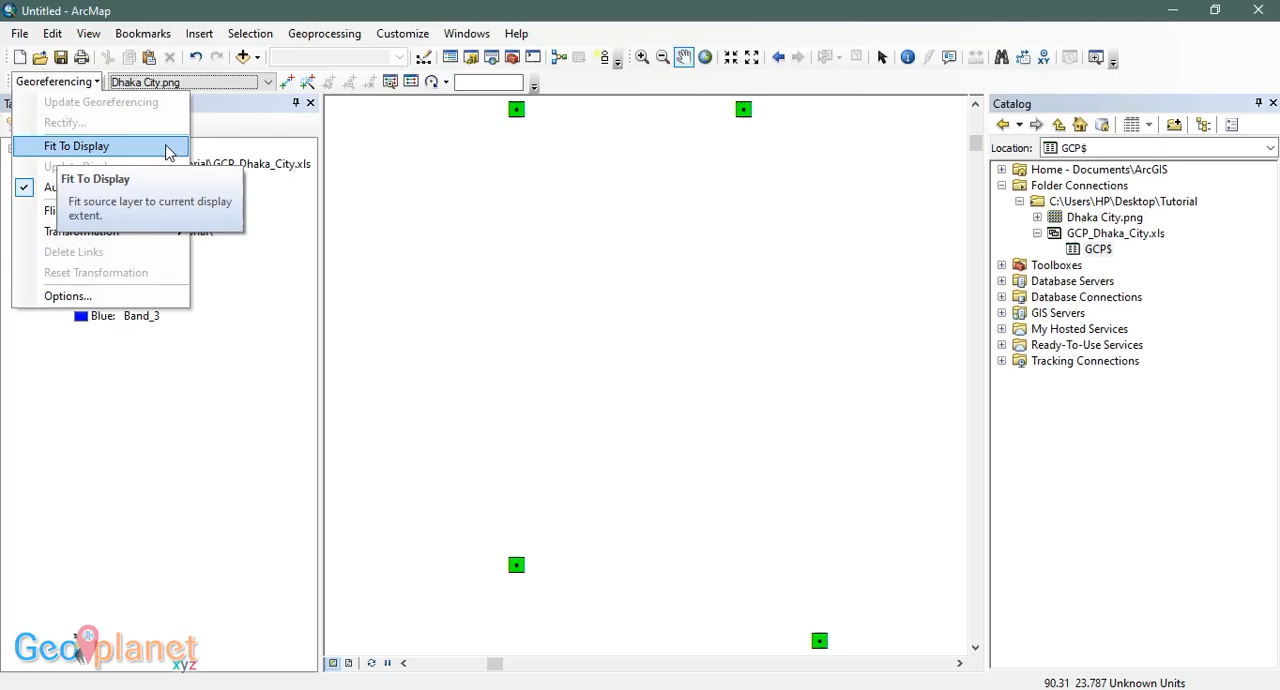 Untitled - ArcMap
File Edit View Bookmarks Insert Selection Geoprocessing Customize Windows Help
Georeferencing Dhaka City.png
Update Georeferencing
Rectify...
Fit To Display
Fit To Display
Fit source layer to current display
extent.
Au
Fli
Transformation
Delete Links
Reset Transformation
Options...
\GCP_Dhaka_City.xls
Blue: Band_3
Catalog
Location: GCP$
Home - Documents\ArcGIS
Folder Connections
C:\Users\HP\Desktop\Tutorial
Dhaka City.png
GCP_Dhaka_City.xls
GCP$
Toolboxes
Database Servers
Database Connections
GIS Servers
My Hosted Services
Ready-To-Use Services
Tracking Connections
Geoplanet
xyz
90.31 23.787 Unknown Units